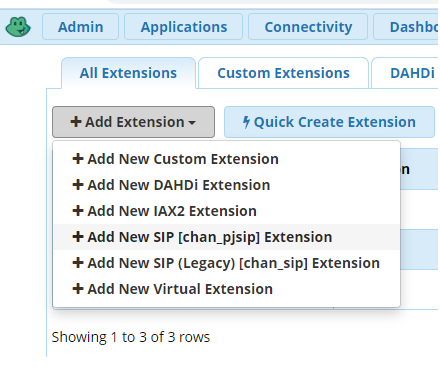 Admin Applications Connectivity Dashbo
All Extensions Custom Extensions DAHDi
+ Add Extension Quick Create Extension
+ Add New Custom Extension
+ Add New DAHDi Extension
+ Add New IAX2 Extension
+ Add New SIP [chan_pjsip] Extension
+ Add New SIP (Legacy) [chan_sip] Extension
+ Add New Virtual Extension
Showing 1 to 3 of 3 rows